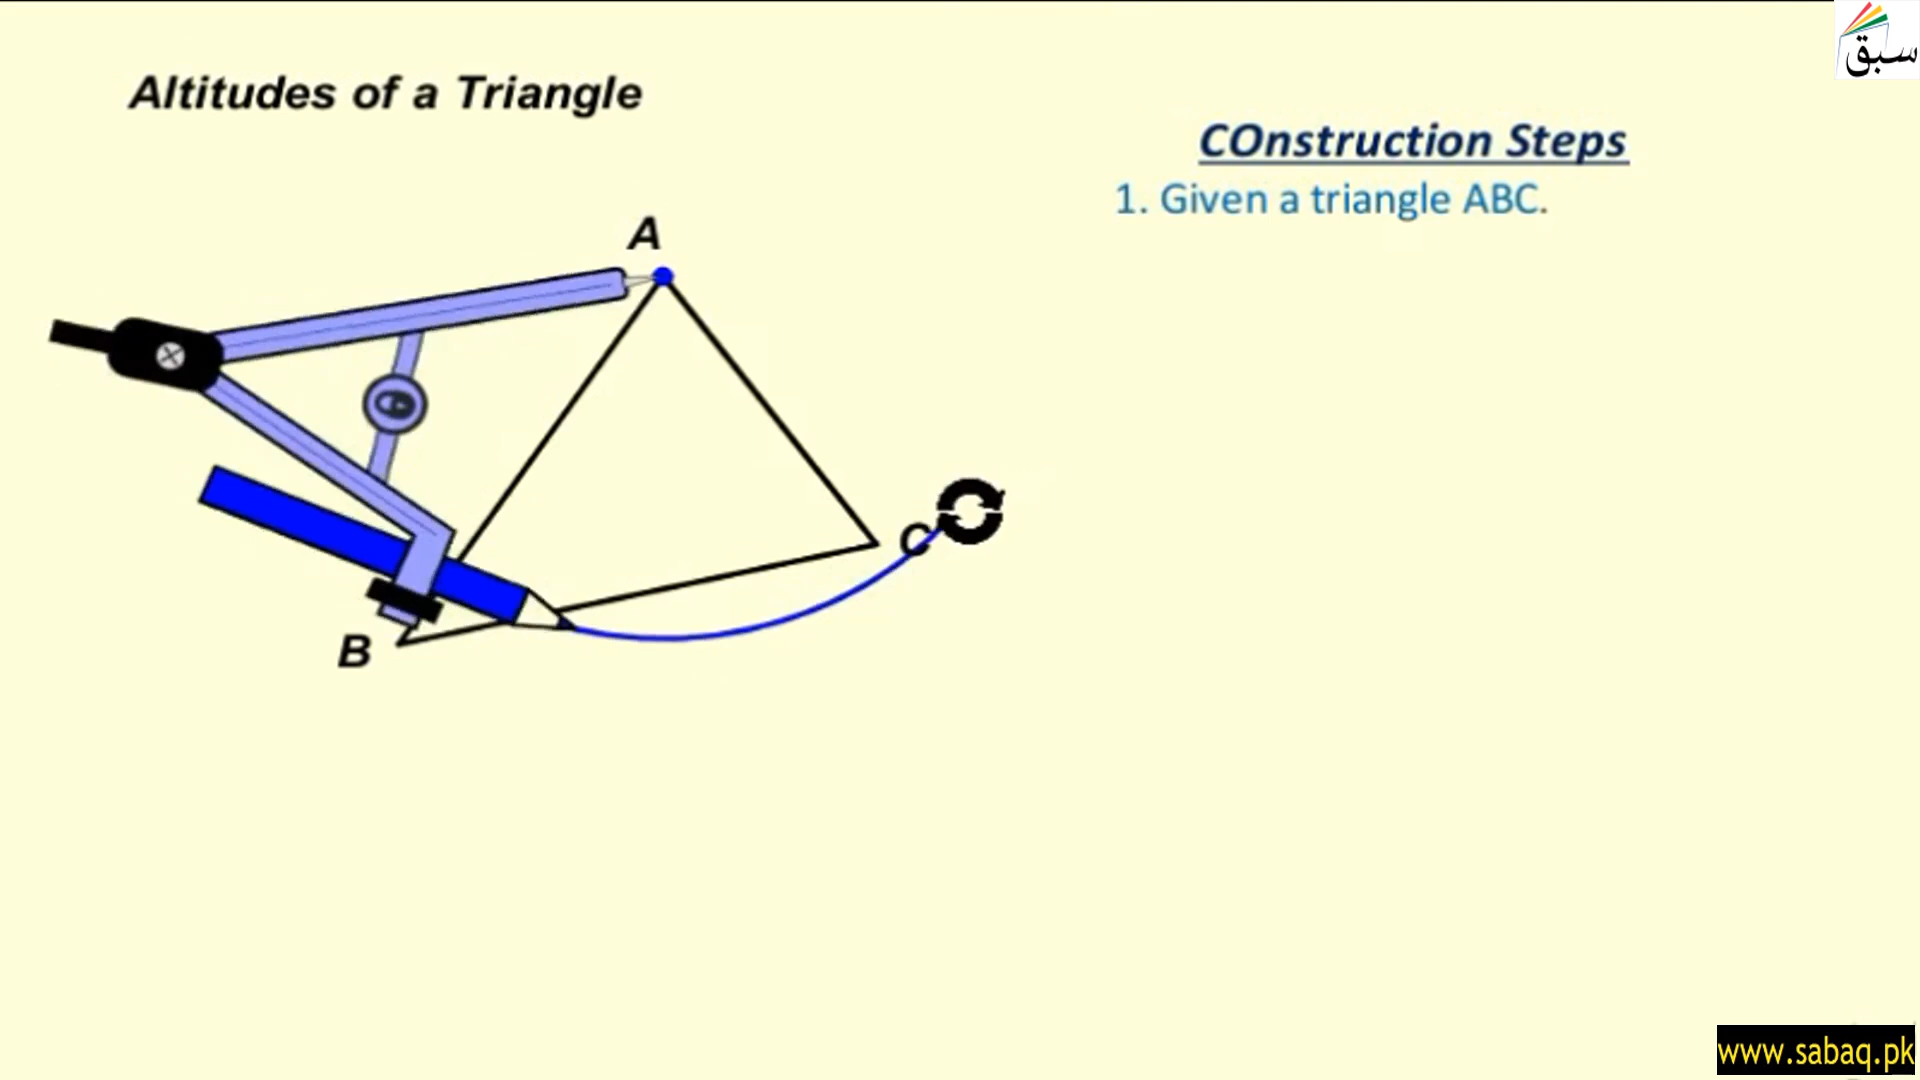 سبق
Altitudes of a Triangle
COnstruction Steps
1. Given a triangle ABC.
A
C
B
www.sabaq.pk